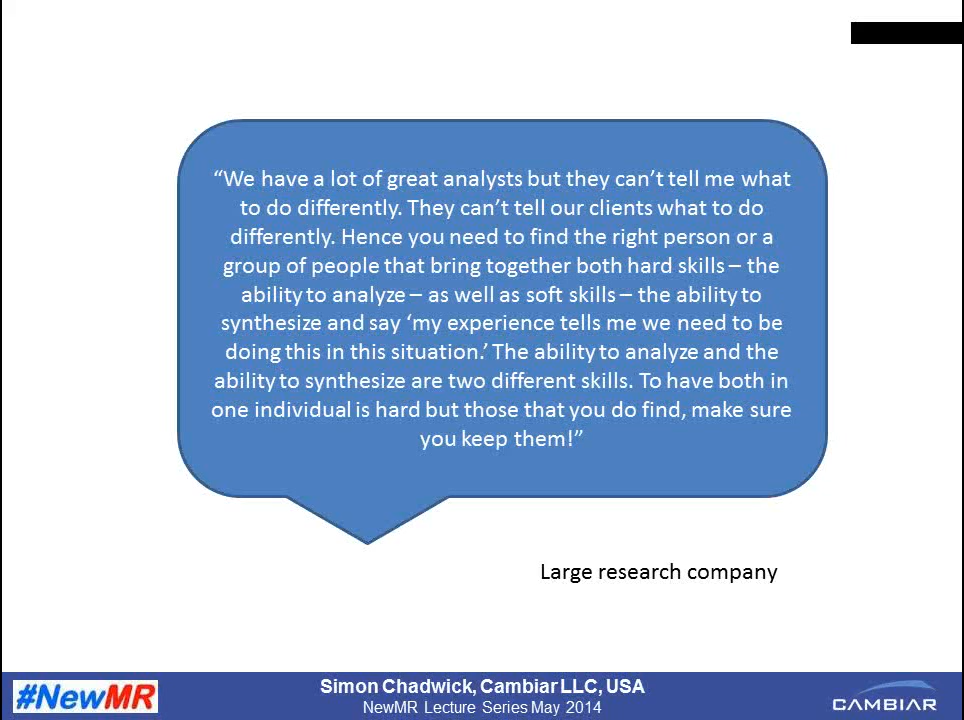 “We have a lot of great analysts but they can’t tell me what
to do differently. They can’t tell our clients what to do
differently. Hence you need to find the right person or a
group of people that bring together both hard skills – the
ability to analyze – as well as soft skills – the ability to
synthesize and say ‘my experience tells me we need to be
doing this in this situation.’ The ability to analyze and the
ability to synthesize are two different skills. To have both in
one individual is hard but those that you do find, make sure
you keep them!”
Large research company
#NewMR
Simon Chadwick, Cambiar LLC, USA
NewMR Lecture Series May 2014
CAMBIAR